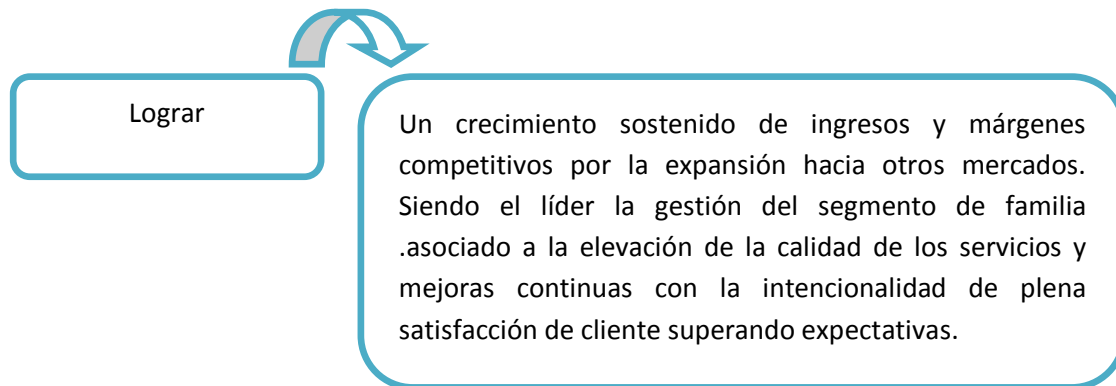 Lograr
Un crecimiento sostenido de ingresos y márgenes
competitivos por la expansión hacia otros mercados.
Siendo el líder la gestión del segmento de familia
.asociado a la elevación de la calidad de los servicios y
mejoras continuas con la intencionalidad de plena
satisfacción de cliente superando expectativas.